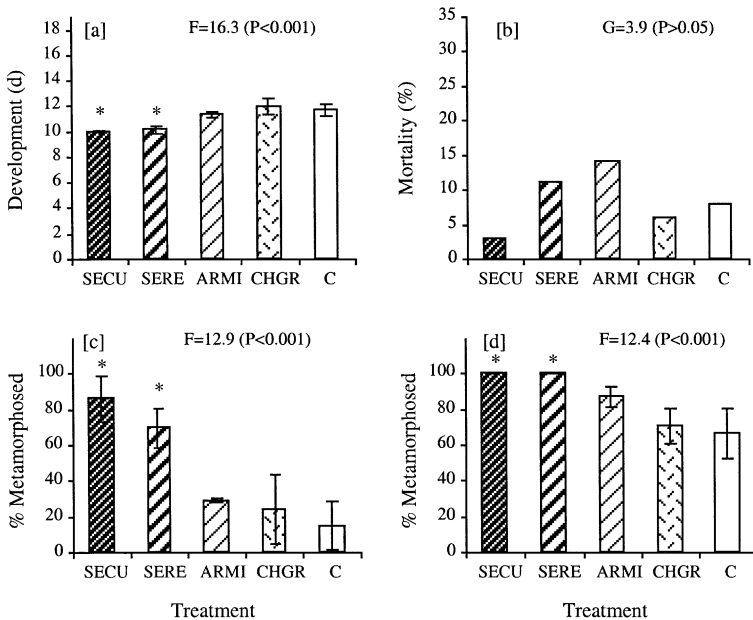 [a] F=16.3 (P<0.001)
18
16
14
12
10
8
6
4
2
0
Development (d)
* *
SECU SERE ARMI CHGR C
[b] G=3.9 (P>0.05)
35
30
25
20
15
10
5
0
Mortality (%)
SECU SERE ARMI CHGR C
[c] F=12.9 (P<0.001)
100
80
60
40
20
0
% Metamorphosed
* *
SECU SERE ARMI CHGR C
Treatment
[d] F=12.4 (P<0.001)
100
80
60
40
20
0
% Metamorphosed
* *
SECU SERE ARMI CHGR C
Treatment